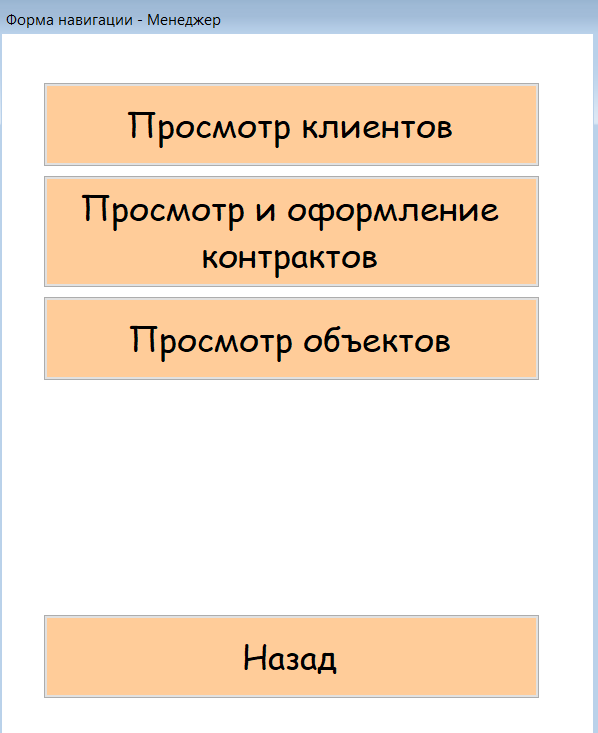 Форма навигации - Менеджер
Просмотр клиентов
Просмотр и оформление
контрактов
Просмотр объектов
Назад